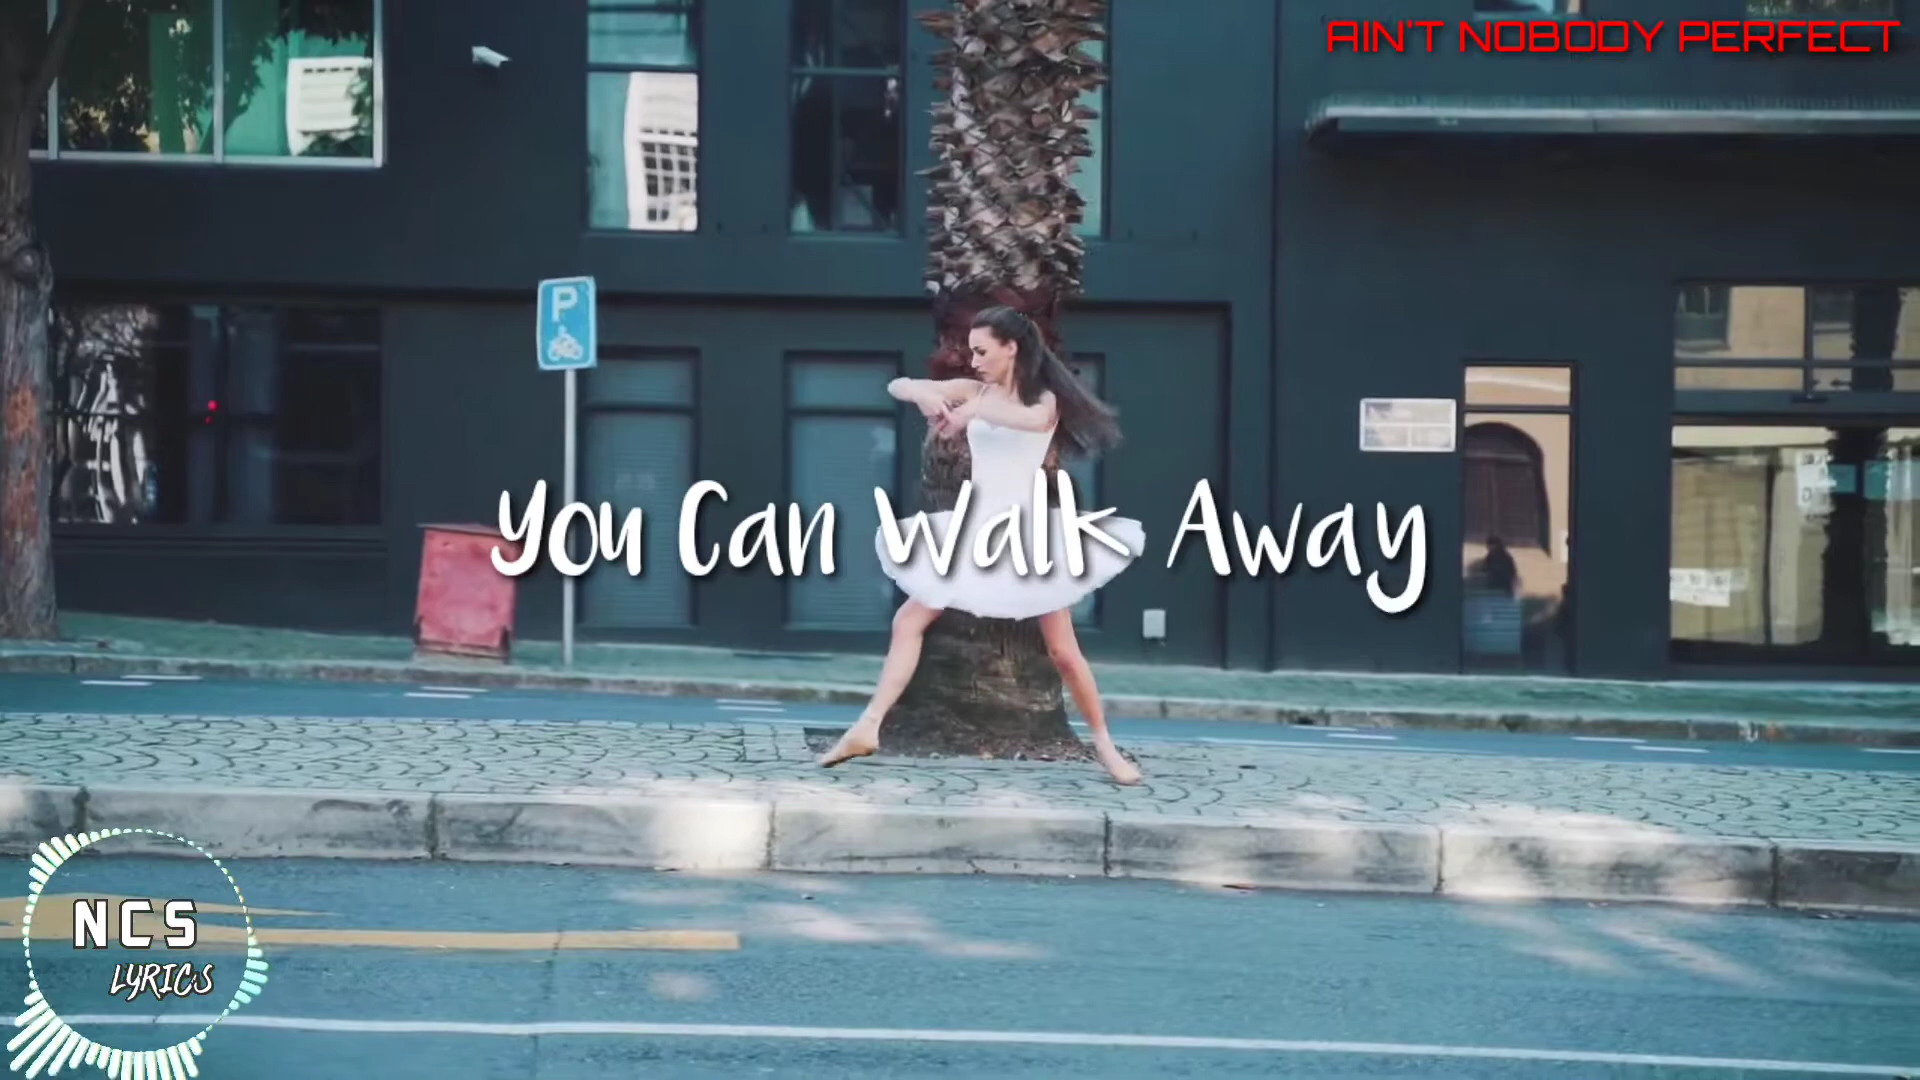 AIN'T NOBODY PERFECT
P
You Can Walk Away
NCS
LYRICS